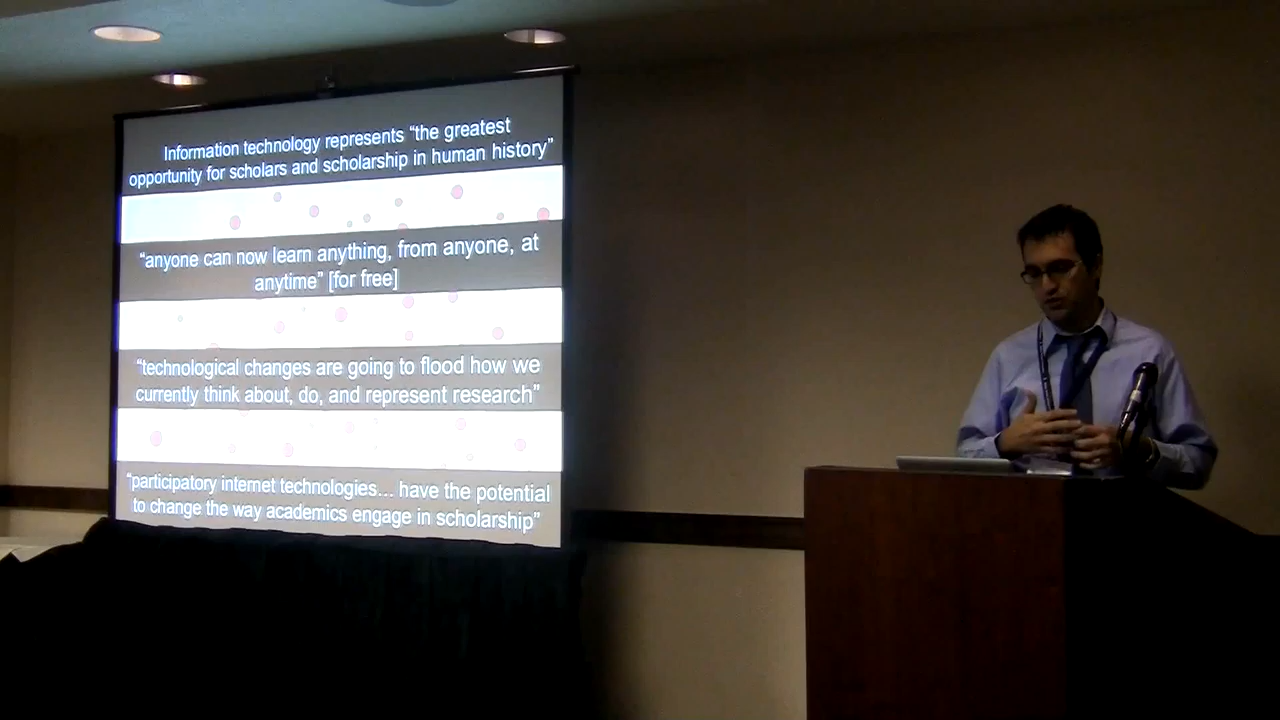 Information technology represents “the greatest
opportunity for scholars and scholarship in human history”
“anyone can now learn anything, from anyone, at
anytime” [for free]
“technological changes are going to flood how we
currently think about, do, and represent research”
“participatory internet technologies... have the potential
to change the way academics engage in scholarship”